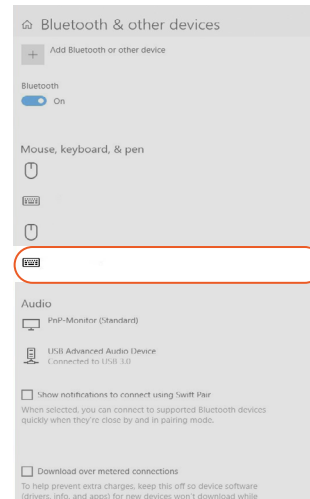 Bluetooth & other devices
Add Bluetooth or other device
Bluetooth
On
Mouse, keyboard, & pen
Audio
PnP-Monitor (Standard)
USB Advanced Audio Device
Connected to USB 3.0
Show notifications to connect using Swift Pair
When selected, you can connect to supported Bluetooth devices
quickly when they're close by and in pairing mode.
Download over metered connections
To help prevent extra charges, keep this off so device software
(drivers, info, and apps) for new devices won't download while